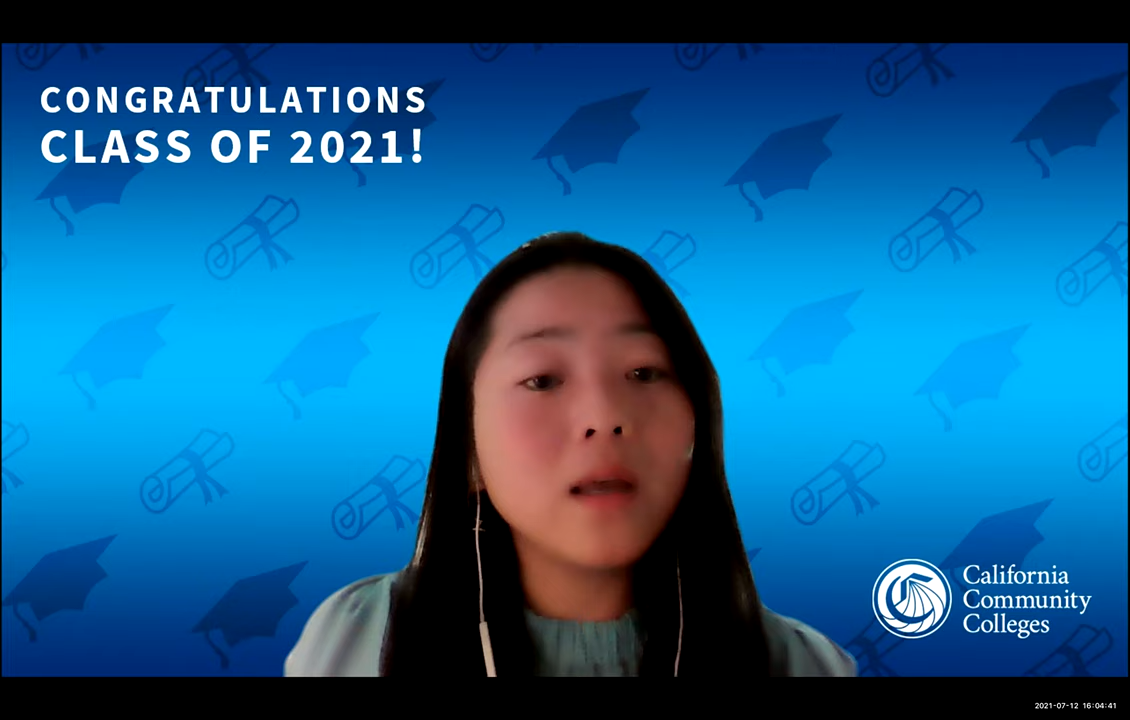 CONGRATULATIONS
CLASS OF 2021!
California
Community
Colleges
2021-07-12 16:04:41